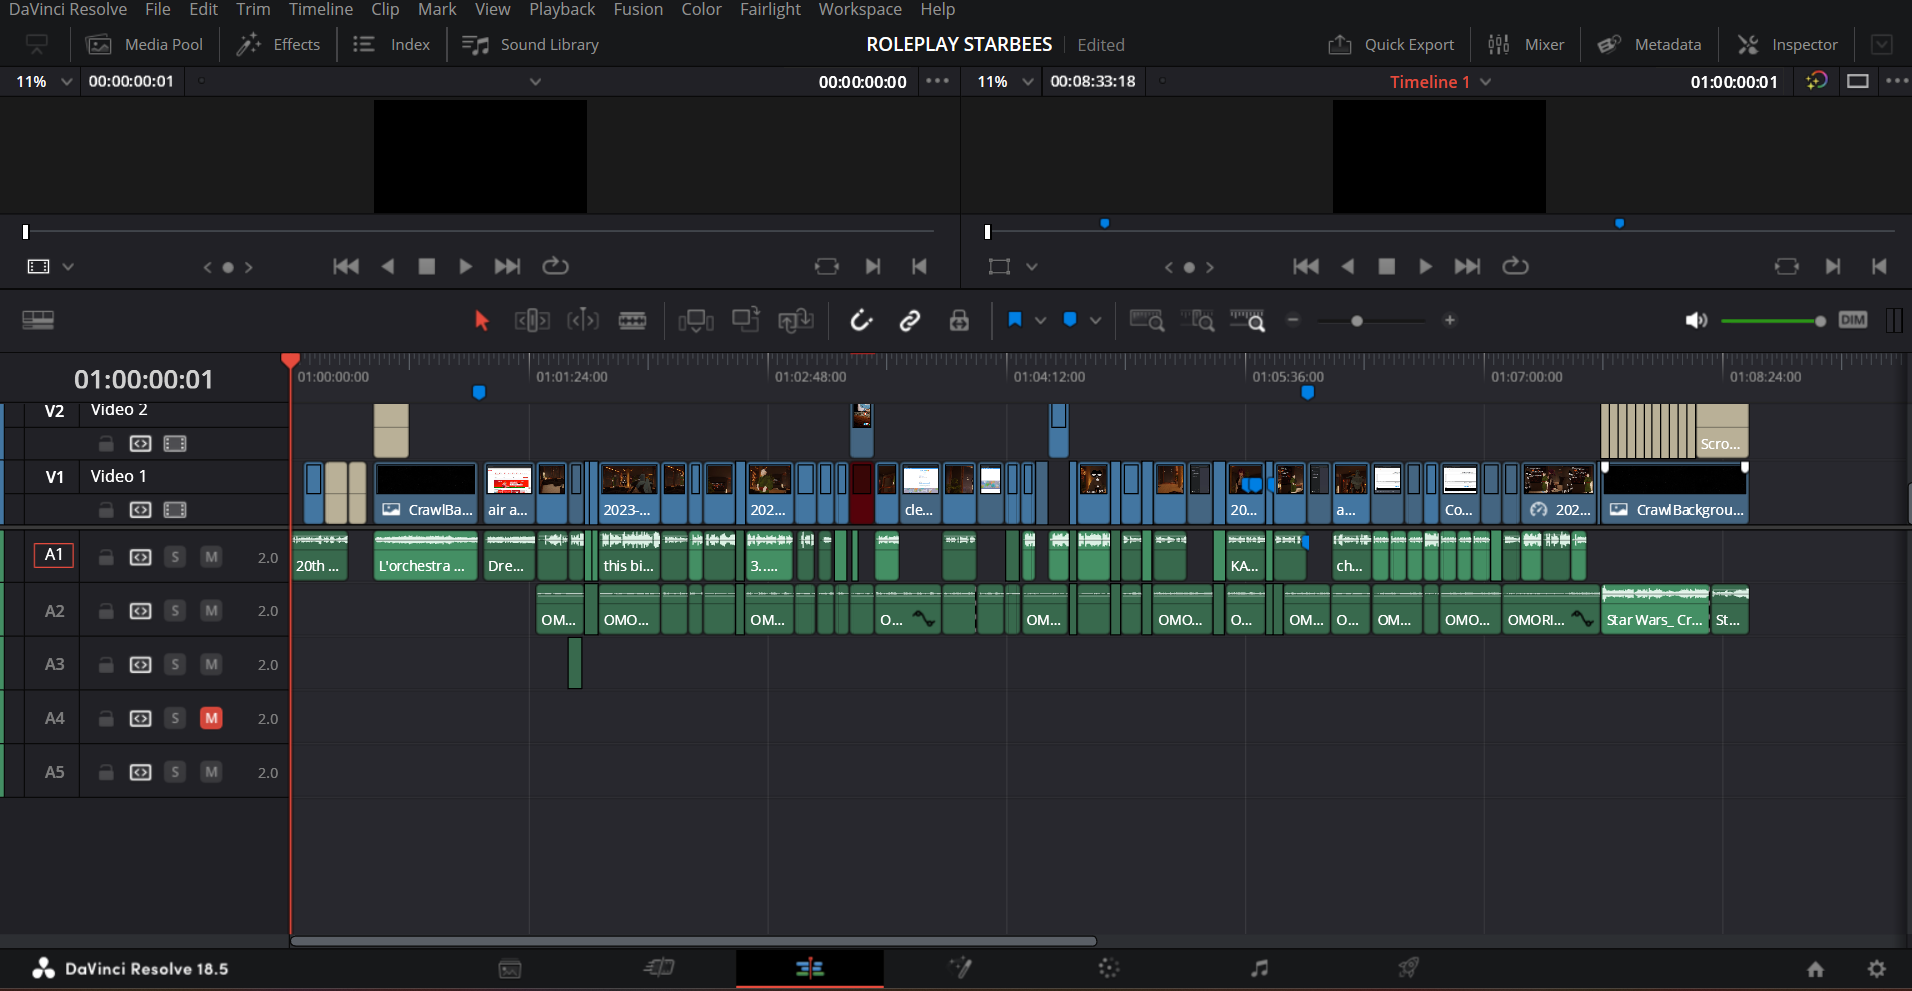 DaVinci Resolve File Edit Trim Timeline Clip Mark View Playback Fusion Color Fairlight Workspace Help
Media Pool Effects Index Sound Library ROLEPLAY STARBEES Edited Quick Export Mixer Metadata Inspector
11% 00:00:00:01 00:00:00:00 11% 00:08:33:18 Timeline 1 01:00:00:01
DIM
01:00:00:01 01:00:00:00 01:01:24:00 01:02:48:00 01:04:12:00 01:05:36:00 01:07:00:00 01:08:24:00
V2 Video 2
Scro...
V1 Video 1
CrawlBa... air a... 2023-... 202... cle... 20... a... Co... 202... CrawlBackgrou...
A1 S M 2.0 20th ... L'orchestra ... Dre... this bi... 3.... KA... ch...
A2 S M 2.0 OM... OMO... OM... O... OM... OMO... O... OM... O... OM... OMO... OMORI... Star Wars_ Cr... St...
A3 S M 2.0
A4 S M 2.0
A5 S M 2.0
DaVinci Resolve 18.5